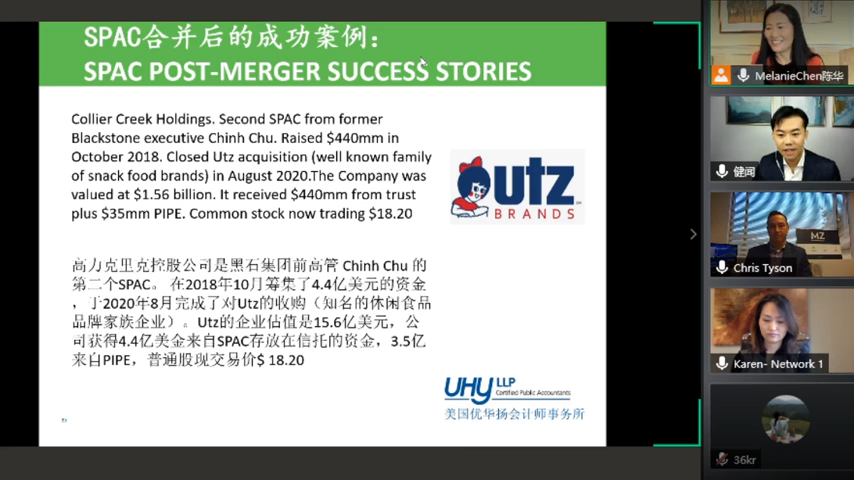 SPAC合并后的成功案例：
SPAC POST-MERGER SUCCESS STORIES
Collier Creek Holdings. Second SPAC from former
Blackstone executive Chinh Chu. Raised $440mm in
October 2018. Closed Utz acquisition (well known family
of snack food brands) in August 2020.The Company was
valued at $1.56 billion. It received $440mm from trust
plus $35mm PIPE. Common stock now trading $18.20
utz
BRANDS
高力克里克控股公司是黑石集团前高管 Chinh Chu 的
第二个SPAC。 在2018年10月筹集了4.4亿美元的资金
，于2020年8月完成了对Utz的收购（知名的休闲食品
品牌家族企业）。Utz的企业估值是15.6亿美元，公
司获得4.4亿美金来自SPAC存放在信托的资金，3.5亿
来自PIPE，普通股现交易价$ 18.20
UHY LLP
Certified Public Accountants
美国优华扬会计师事务所
MelanieChen陈华
健闻
MZ
Chris Tyson
Karen- Network 1
36kr